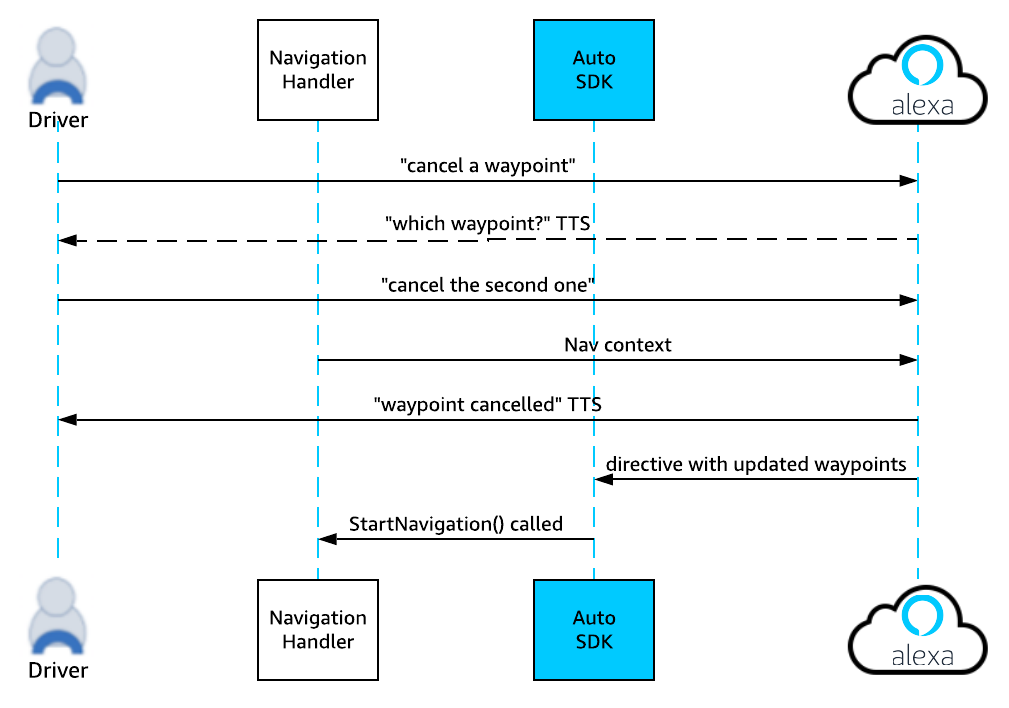 Navigation
Handler
Auto
SDK
alexa
Driver
"cancel a waypoint"
"which waypoint?" TTS
"cancel the second one"
Nav context
"waypoint cancelled" TTS
directive with updated waypoints
StartNavigation() called
Navigation
Handler
Auto
SDK
alexa
Driver